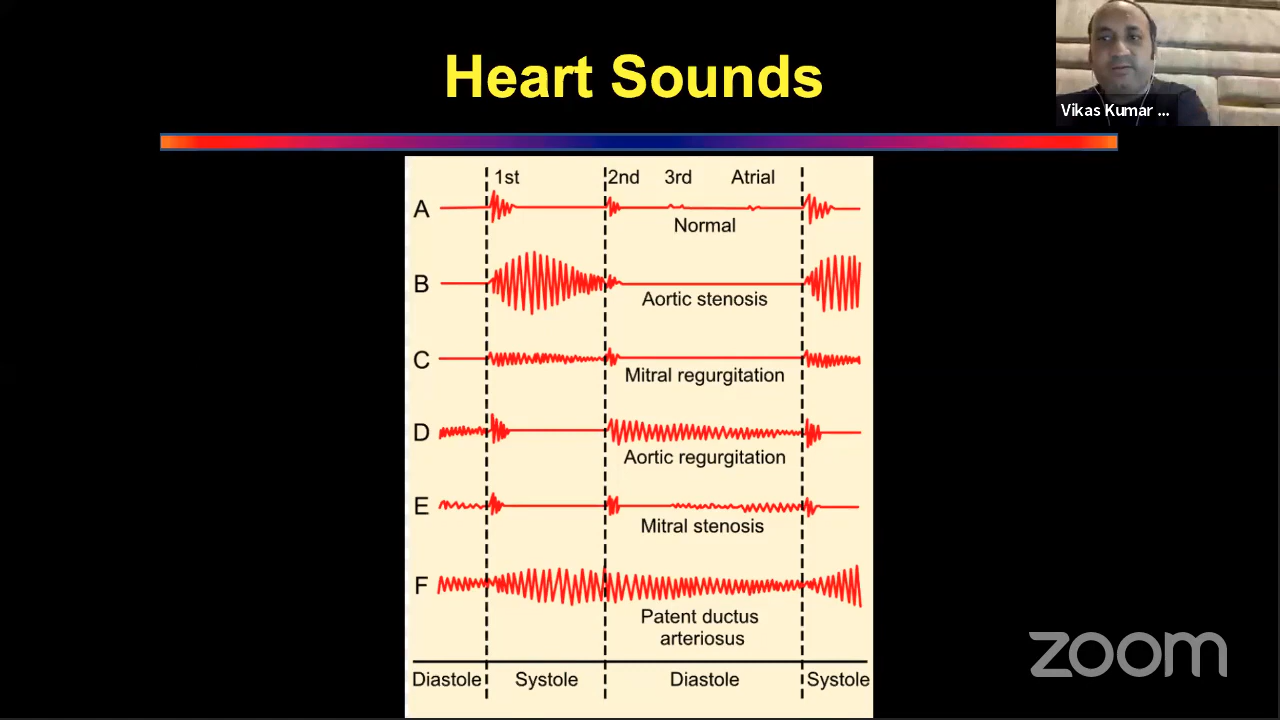 Heart Sounds
Vikas Kumar ...
1st 2nd 3rd Atrial
A
Normal
B
Aortic stenosis
C
Mitral regurgitation
D
Aortic regurgitation
E
Mitral stenosis
F
Patent ductus
arteriosus
Diastole Systole Diastole Systole
zoom